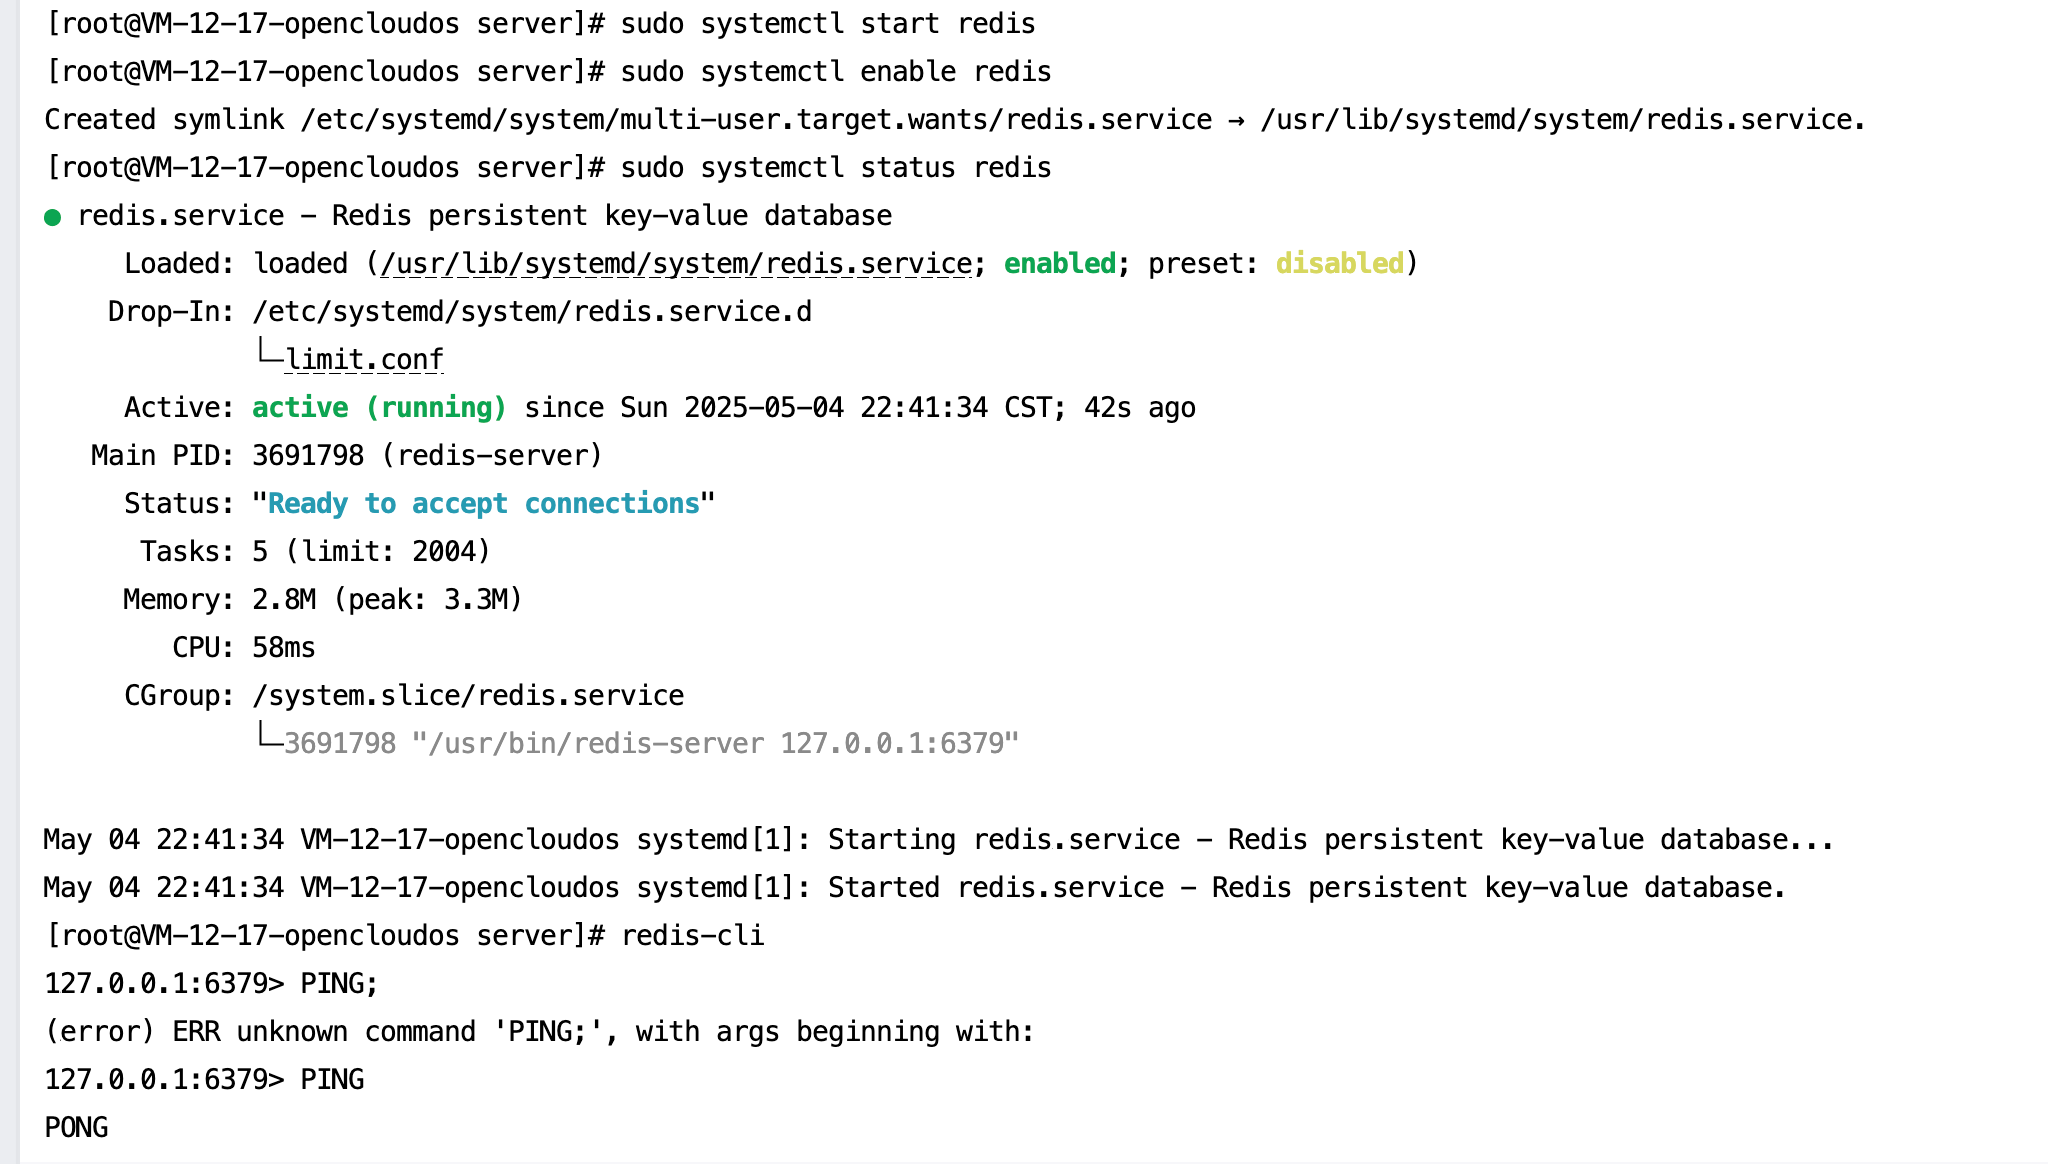 [root@VM-12-17-opencloudos server]# sudo systemctl start redis
[root@VM-12-17-opencloudos server]# sudo systemctl enable redis
Created symlink /etc/systemd/system/multi-user.target.wants/redis.service → /usr/lib/systemd/system/redis.service.
[root@VM-12-17-opencloudos server]# sudo systemctl status redis
● redis.service - Redis persistent key-value database
     Loaded: loaded (/usr/lib/systemd/system/redis.service; enabled; preset: disabled)
    Drop-In: /etc/systemd/system/redis.service.d
             └─limit.conf
     Active: active (running) since Sun 2025-05-04 22:41:34 CST; 42s ago
   Main PID: 3691798 (redis-server)
     Status: "Ready to accept connections"
      Tasks: 5 (limit: 2004)
     Memory: 2.8M (peak: 3.3M)
        CPU: 58ms
     CGroup: /system.slice/redis.service
             └─3691798 "/usr/bin/redis-server 127.0.0.1:6379"
May 04 22:41:34 VM-12-17-opencloudos systemd[1]: Starting redis.service - Redis persistent key-value database...
May 04 22:41:34 VM-12-17-opencloudos systemd[1]: Started redis.service - Redis persistent key-value database.
[root@VM-12-17-opencloudos server]# redis-cli
127.0.0.1:6379> PING;
(error) ERR unknown command 'PING;', with args beginning with:
127.0.0.1:6379> PING
PONG